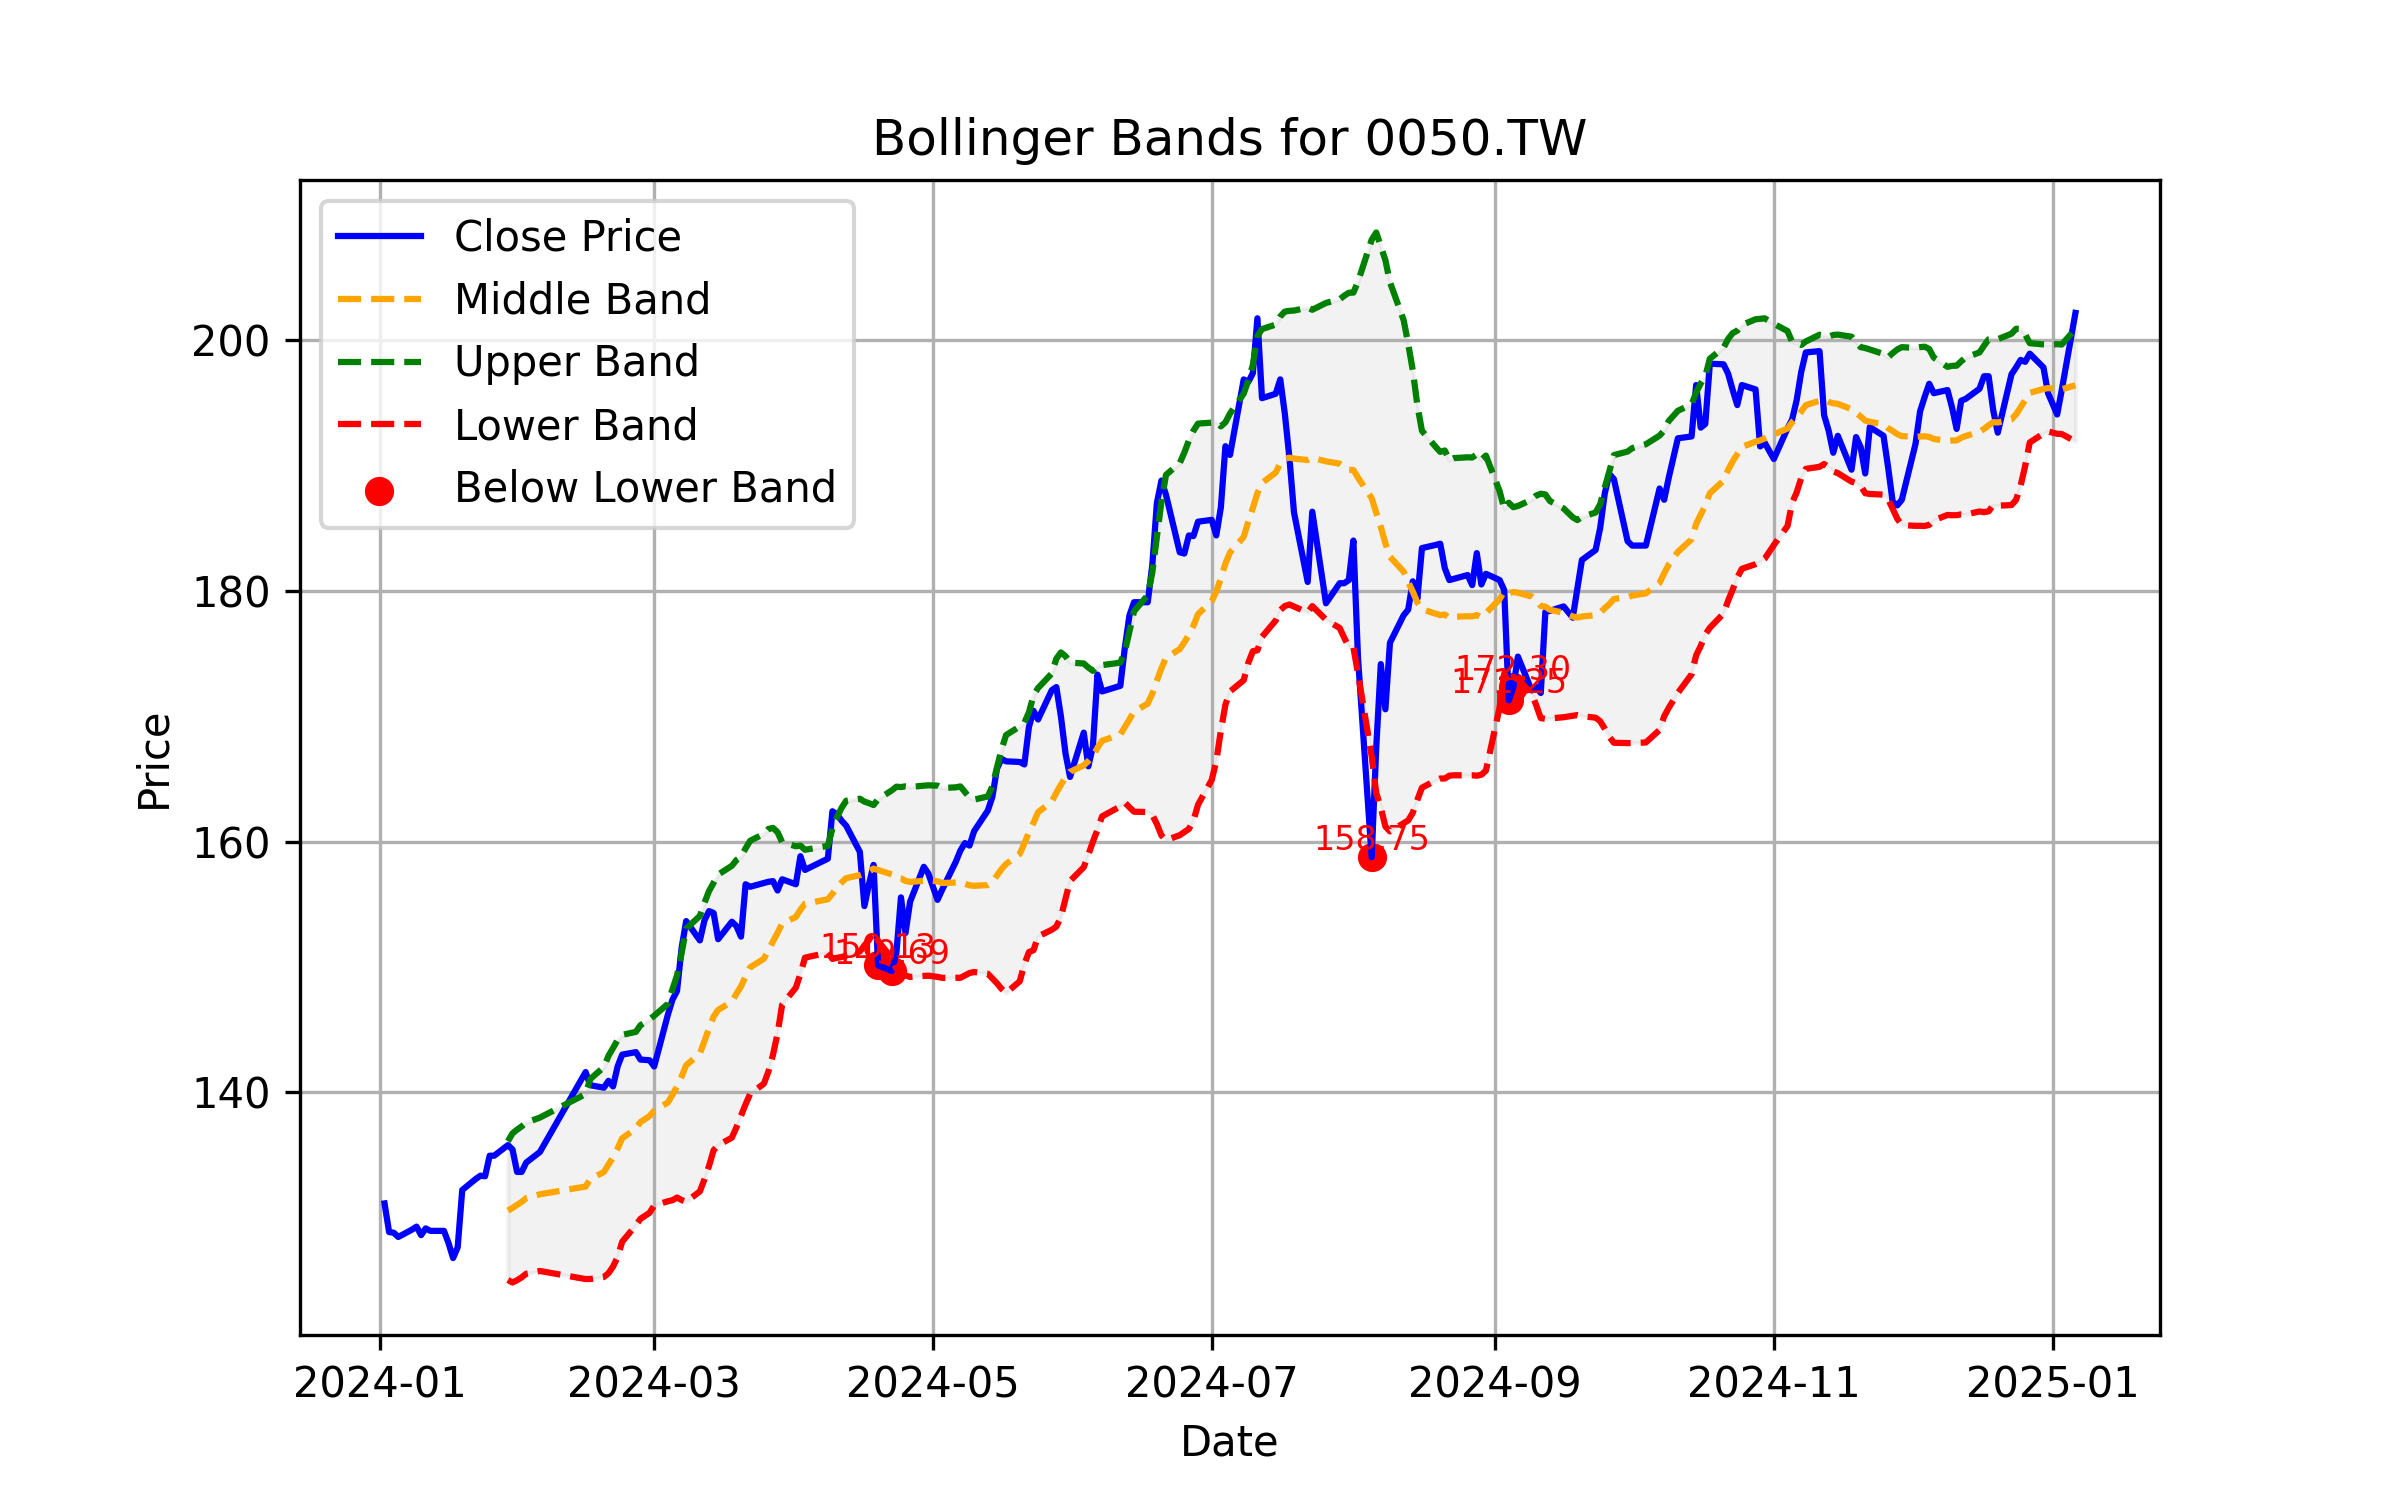 Bollinger Bands for 0050.TW
Close Price
Middle Band
Upper Band
Lower Band
Below Lower Band
Price
200
180
160
140
158.75
2024-01
2024-03
2024-05
2024-07
2024-09
2024-11
2025-01
Date